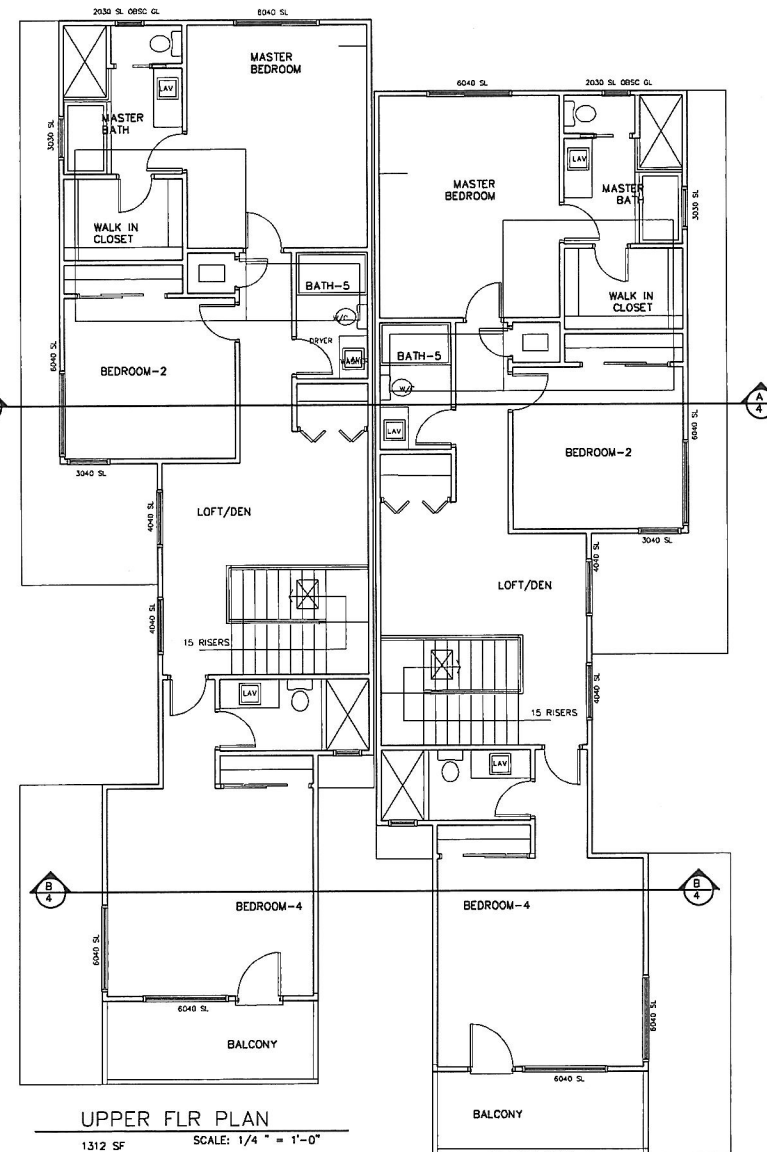 2030 SL OBSC GL
6040 SL
MASTER
BEDROOM
LAV
MASTER
BATH
3030 SL
WALK IN
CLOSET
BATH-5
W/C
DRYER
WASHER
BEDROOM-2
6040 SL
3040 SL
4040 SL
LOFT/DEN
4040 SL
15 RISERS
LAV
BEDROOM-4
B
4
6040 SL
6040 SL
BALCONY
6040 SL
2030 SL OBSC GL
MASTER
BEDROOM
LAV
MASTER
BATH
3030 SL
WALK IN
CLOSET
BATH-5
W/C
LAV
BEDROOM-2
A
4
6040 SL
3040 SL
4040 SL
LOFT/DEN
4040 SL
15 RISERS
LAV
BEDROOM-4
B
4
6040 SL
6040 SL
BALCONY
UPPER FLR PLAN
1312 SF SCALE: 1/4 " = 1'-0"